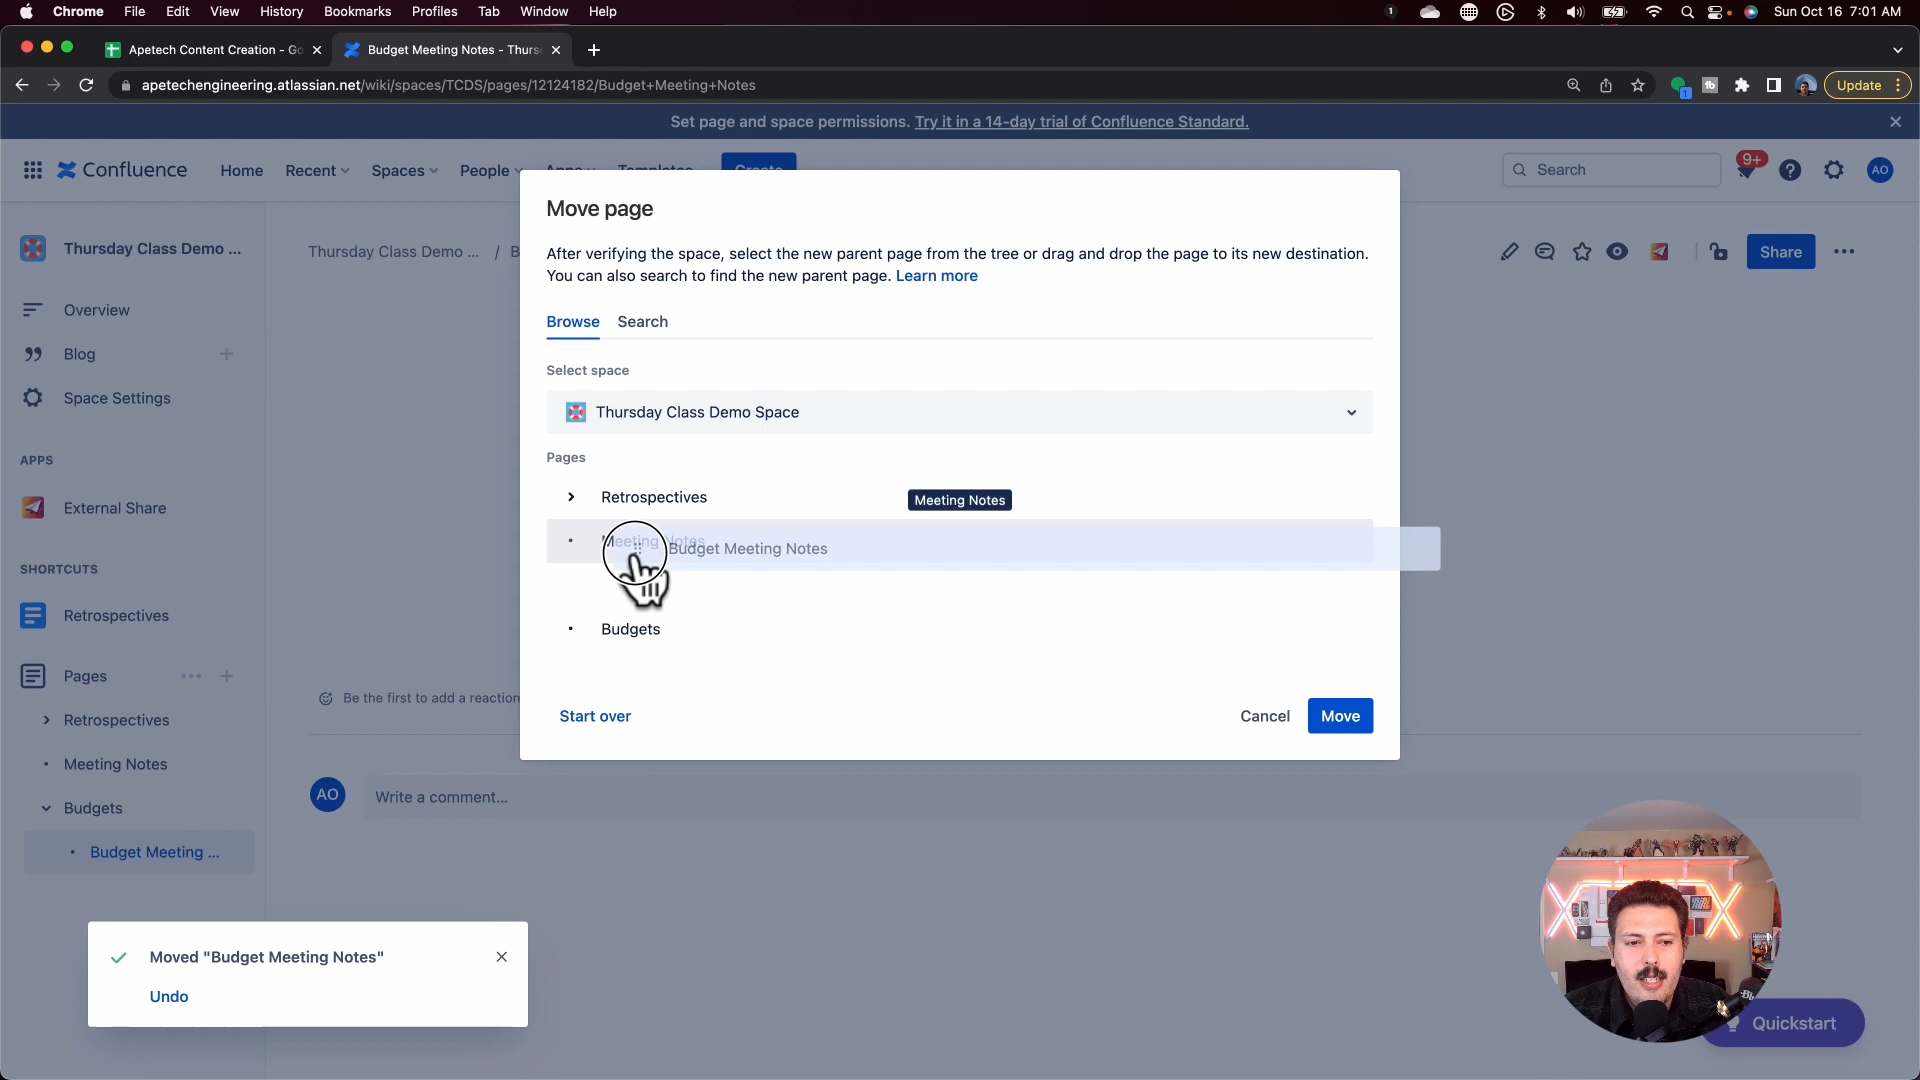 Chrome File Edit View History Bookmarks Profiles Tab Window Help
1
Sun Oct 16 7:01 AM
Apetech Content Creation - Go
Budget Meeting Notes - Thurs
apetechengineering.atlassian.net/wiki/spaces/TCDS/pages/12124182/Budget+Meeting+Notes
1
tb
Update
Set page and space permissions. Try it in a 14-day trial of Confluence Standard.
Confluence
Home Recent Spaces People Apps Templates Create
Search
9+
AO
Thursday Class Demo ...
Overview
Blog
Space Settings
APPS
External Share
SHORTCUTS
Retrospectives
Pages
Retrospectives
Meeting Notes
Budgets
Budget Meeting ...
Thursday Class Demo ... / B
Share
Move page
After verifying the space, select the new parent page from the tree or drag and drop the page to its new destination.
You can also search to find the new parent page. Learn more
Browse Search
Select space
Thursday Class Demo Space
Pages
Retrospectives
Meeting Notes
Meeting Notes
Budget Meeting Notes
Budgets
Start over
Cancel
Move
Be the first to add a reaction
AO
Write a comment...
Moved "Budget Meeting Notes"
Undo
Quickstart